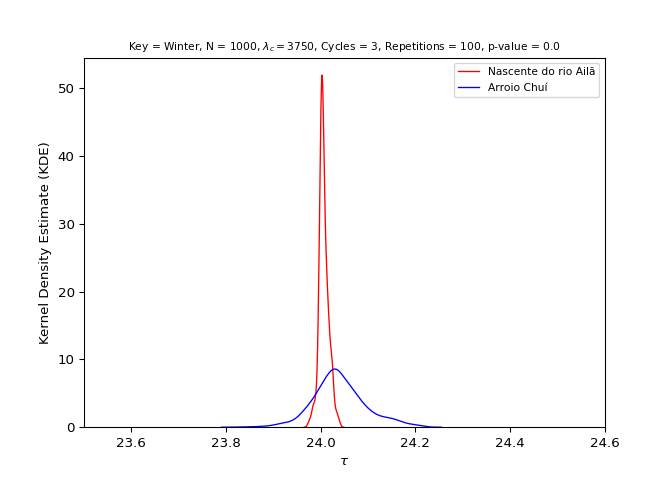 Key = Winter, N = 1000, λc = 3750, Cycles = 3, Repetitions = 100, p-value = 0.0
Nascente do rio Ailã
Arroio Chuí
Kernel Density Estimate (KDE)
50
40
30
20
10
0
23.6 23.8 24.0 24.2 24.4 24.6
τ